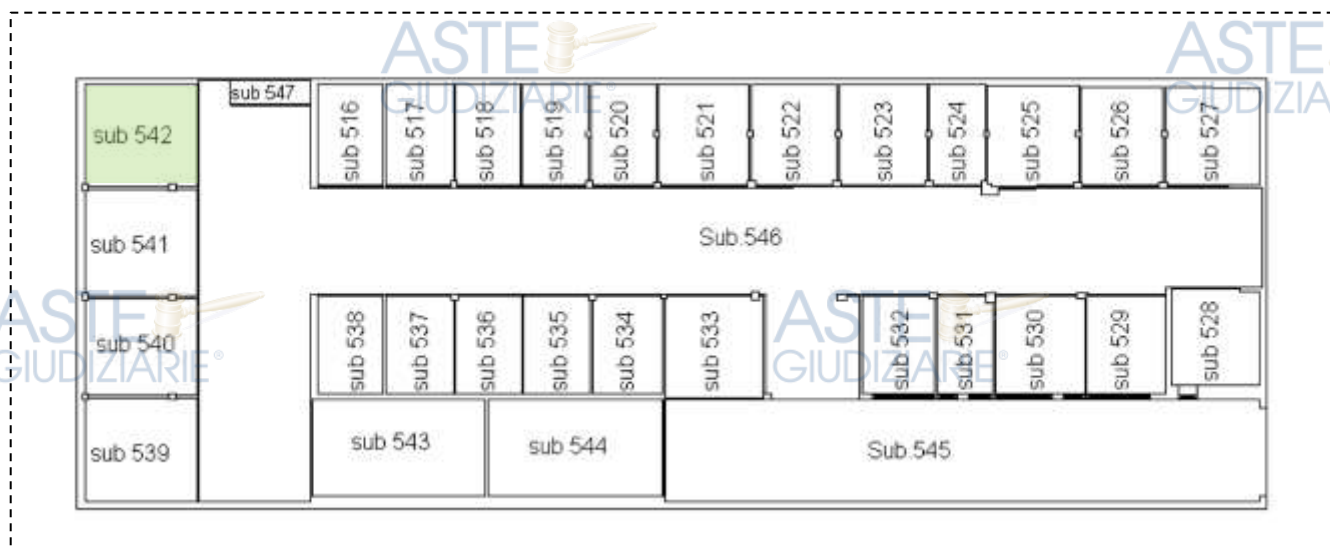 ASTE
GIUDIZIARIE®
ASTE
GIUDIZIA
sub 547
sub 542
sub 516
sub 517
sub 518
sub 519
sub 520
sub 521
sub 522
sub 523
sub 524
sub 525
sub 526
sub 527
sub 541
Sub.546
ASTE
GIUDIZIARIE®
sub 540
sub 538
sub 537
sub 536
sub 535
sub 534
sub 533
ASTE
GIUDIZIARIE®
sub 532
sub 531
sub 530
sub 529
sub 528
sub 539
sub 543
sub 544
Sub.545